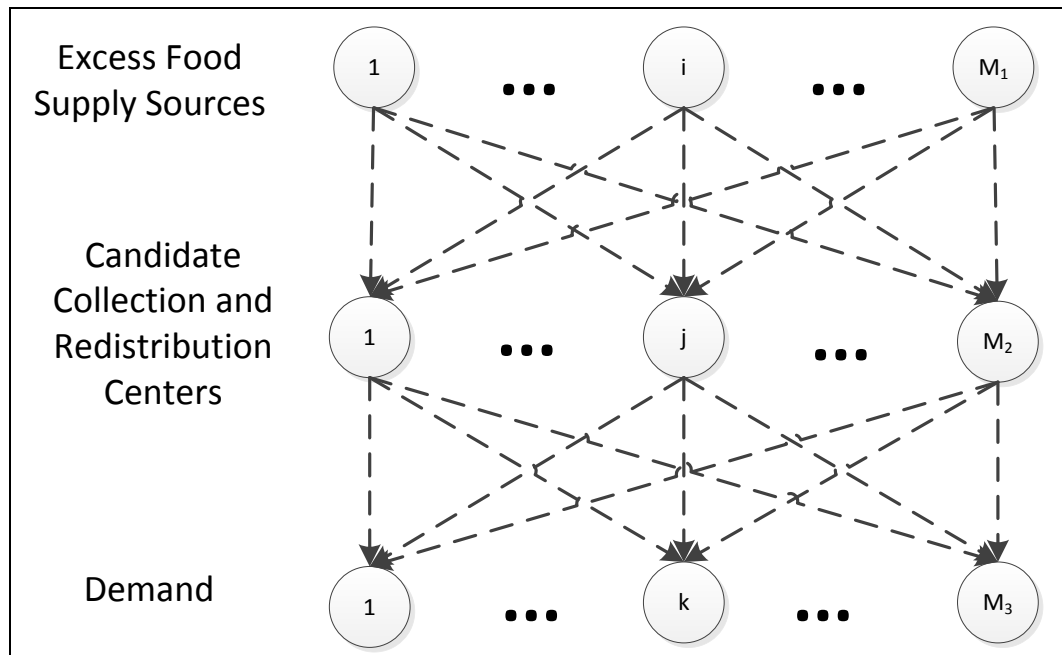 Excess Food
Supply Sources
1 ... i ... M₁
Candidate
Collection and
Redistribution
Centers
1 ... j ... M₂
Demand
1 ... k ... M₃